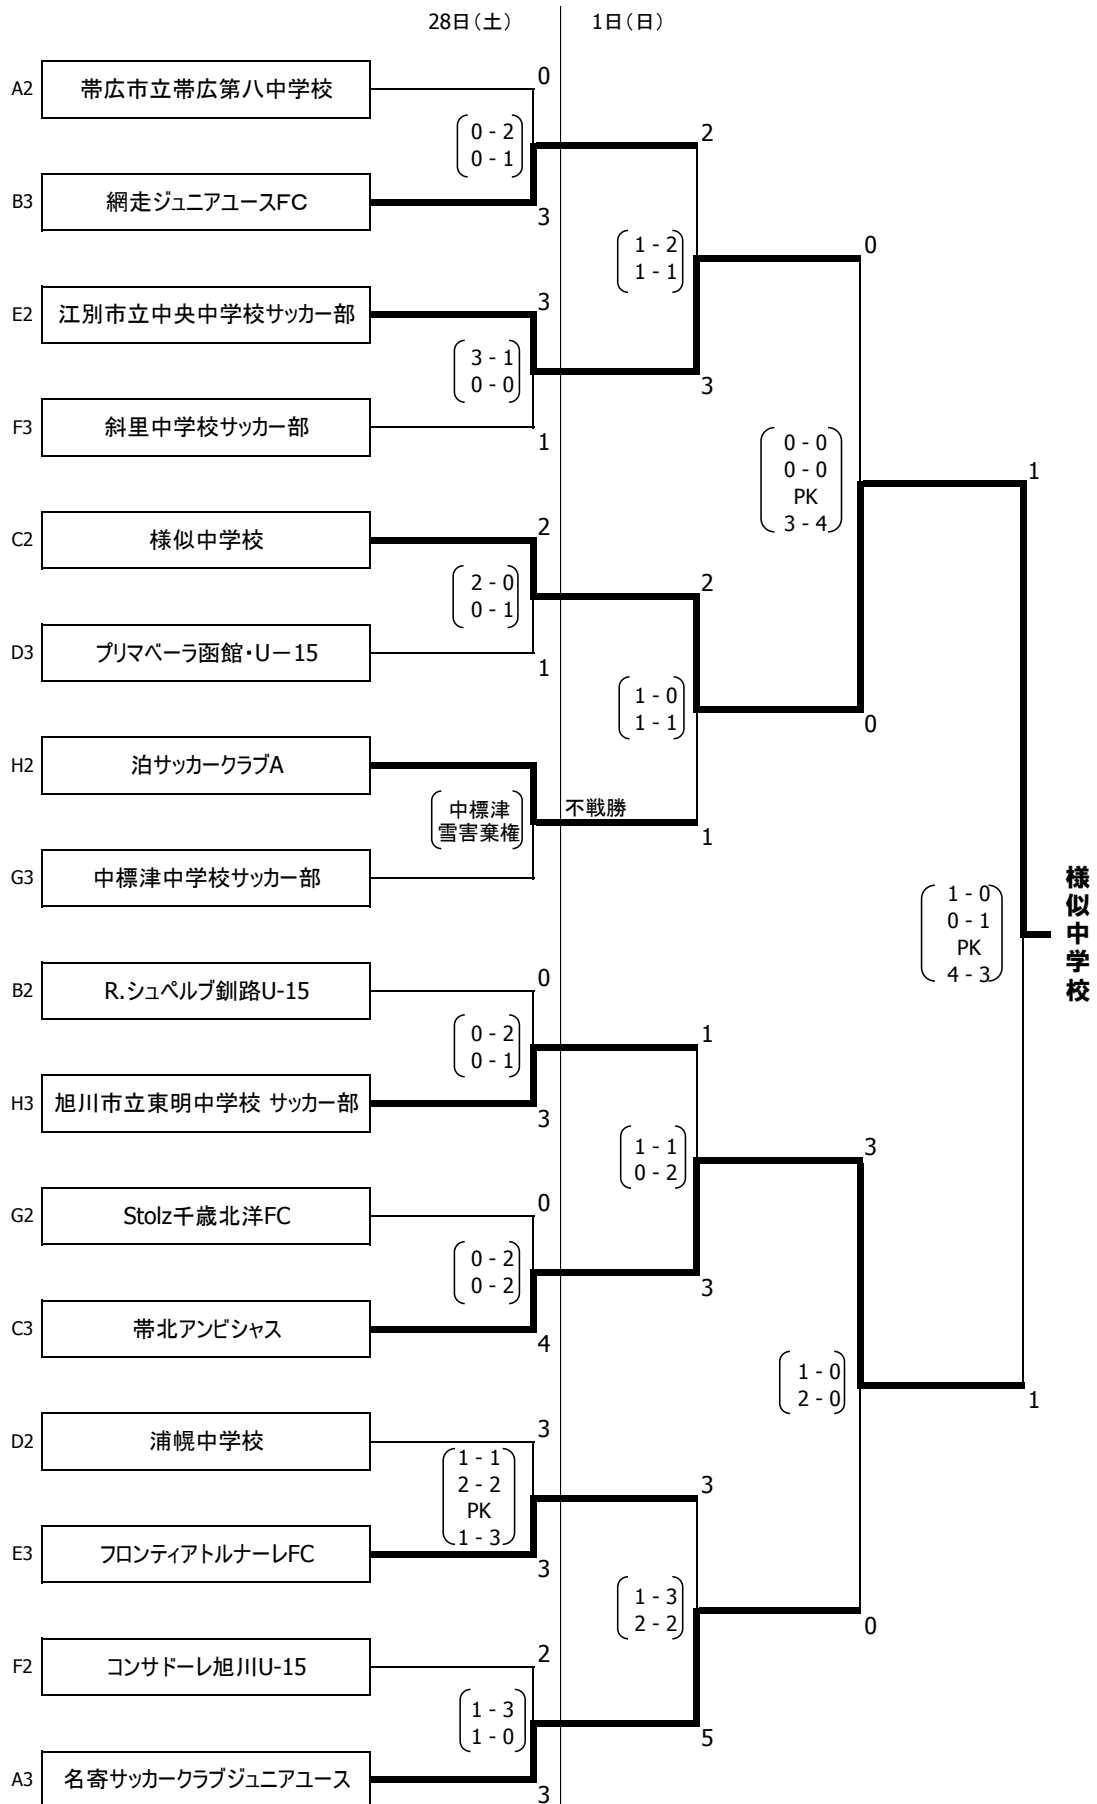 28日（土） 1日（日）
0
A2 帯広市立帯広第八中学校
0 - 2
0 - 1
2
B3 網走ジュニアユースFC
3
1 - 2
1 - 1
0
E2 江別市立中央中学校サッカー部
3
3 - 1
0 - 0
3
F3 斜里中学校サッカー部
1
0 - 0
0 - 0
PK
3 - 4
1
C2 様似中学校
2
2 - 0
0 - 1
2
D3 プリマベーラ函館・U－15
1
1 - 0
1 - 1
0
H2 泊サッカークラブA
中標津
雪害棄権
不戦勝
1
G3 中標津中学校サッカー部
1 - 0
0 - 1
PK
4 - 3
様似中学校
B2 R.シュペルブ釧路U-15
0
0 - 2
0 - 1
1
H3 旭川市立東明中学校 サッカー部
3
1 - 1
0 - 2
3
G2 Stolz千歳北洋FC
0
0 - 2
0 - 2
3
C3 帯北アンビシャス
4
1 - 0
2 - 0
1
D2 浦幌中学校
3
1 - 1
2 - 2
PK
1 - 3
3
E3 フロンティアトルナーレFC
3
1 - 3
2 - 2
0
F2 コンサドーレ旭川U-15
2
1 - 3
1 - 0
5
A3 名寄サッカークラブジュニアユース
3